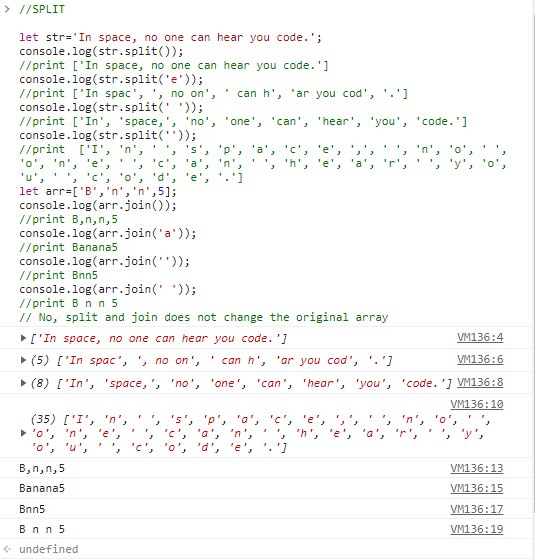 //SPLIT
let str='In space, no one can hear you code.';
console.log(str.split());
//print ['In space, no one can hear you code.']
console.log(str.split('e'));
//print ['In spac', ', no on', ' can h', 'ar you cod', '.']
console.log(str.split(' '));
//print ['In', 'space,', 'no', 'one', 'can', 'hear', 'you', 'code.']
console.log(str.split(''));
//print  ['I', 'n', ' ', 's', 'p', 'a', 'c', 'e', ',', ' ', 'n', 'o', ' ',
'o', 'n', 'e', ' ', 'c', 'a', 'n', ' ', 'h', 'e', 'a', 'r', ' ', 'y', 'o',
'u', ' ', 'c', 'o', 'd', 'e', '.']
let arr=['B','n','n',5];
console.log(arr.join());
//print B,n,n,5
console.log(arr.join('a'));
//print Banana5
console.log(arr.join(''));
//print Bnn5
console.log(arr.join(' '));
//print B n n 5
// No, split and join does not change the original array
['In space, no one can hear you code.'] VM136:4
(5) ['In spac', ', no on', ' can h', 'ar you cod', '.'] VM136:6
(8) ['In', 'space,', 'no', 'one', 'can', 'hear', 'you', 'code.'] VM136:8
VM136:10
(35) ['I', 'n', ' ', 's', 'p', 'a', 'c', 'e', ',', ' ', 'n', 'o', ' ',
'o', 'n', 'e', ' ', 'c', 'a', 'n', ' ', 'h', 'e', 'a', 'r', ' ', 'y',
'o', 'u', ' ', 'c', 'o', 'd', 'e', '.']
B,n,n,5 VM136:13
Banana5 VM136:15
Bnn5 VM136:17
B n n 5 VM136:19
undefined